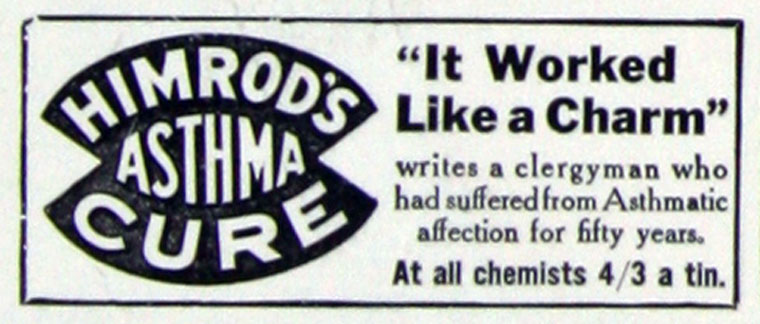 HIMROD'S
ASTHMA
CURE
"It Worked
Like a Charm"
writes a clergyman who
had suffered from Asthmatic
affection for fifty years.
At all chemists 4/3 a tin.